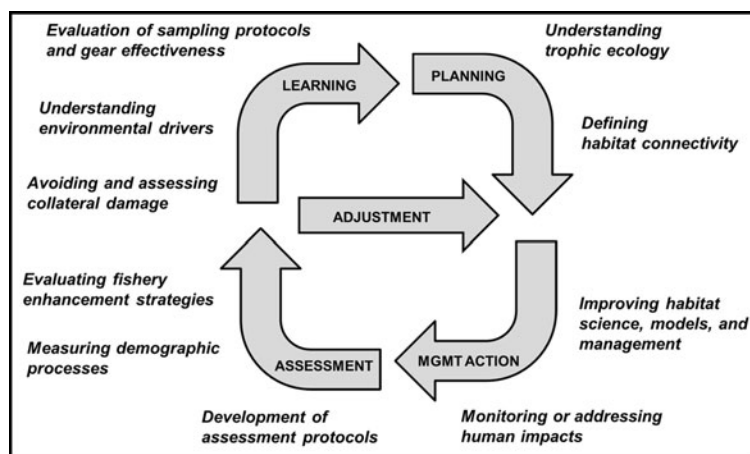 Evaluation of sampling protocols
and gear effectiveness
Understanding
trophic ecology
LEARNING
PLANNING
Understanding
environmental drivers
Defining
habitat connectivity
Avoiding and assessing
collateral damage
ADJUSTMENT
Evaluating fishery
enhancement strategies
Improving habitat
science, models, and
management
Measuring demographic
processes
ASSESSMENT
MGMT ACTION
Development of
assessment protocols
Monitoring or addressing
human impacts